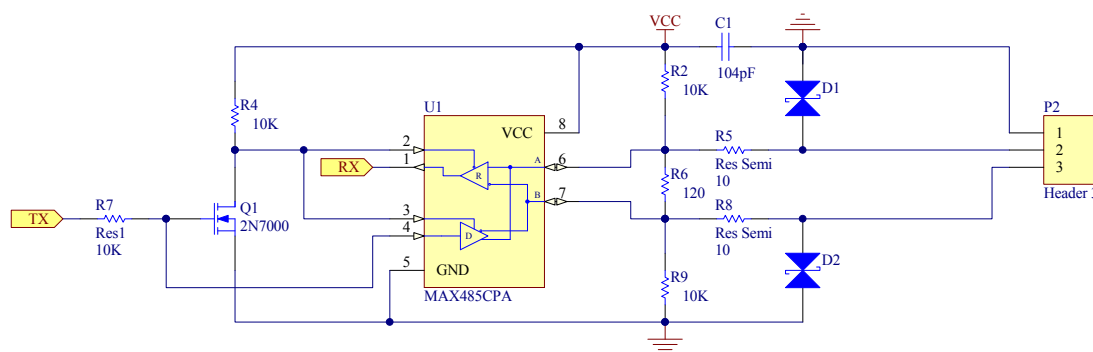 VCC
C1
104pF
R2
10K
D1
P2
R4
10K
U1
VCC
8
1
2
3
Header 3
2
1
RX
A
6
R
R5
Res Semi
10
R6
120
B
7
TX
R7
Res1
10K
Q1
2N7000
3
4
D
R8
Res Semi
10
5
GND
MAX485CPA
R9
10K
D2